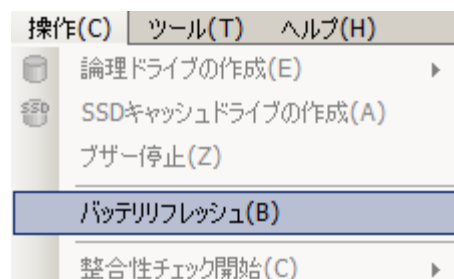 操作(C) ツール(T) ヘルプ(H)
論理ドライブの作成(E)
SSD SSDキャッシュドライブの作成(A)
ブザー停止(Z)
バッテリリフレッシュ(B)
整合性チェック開始(C)